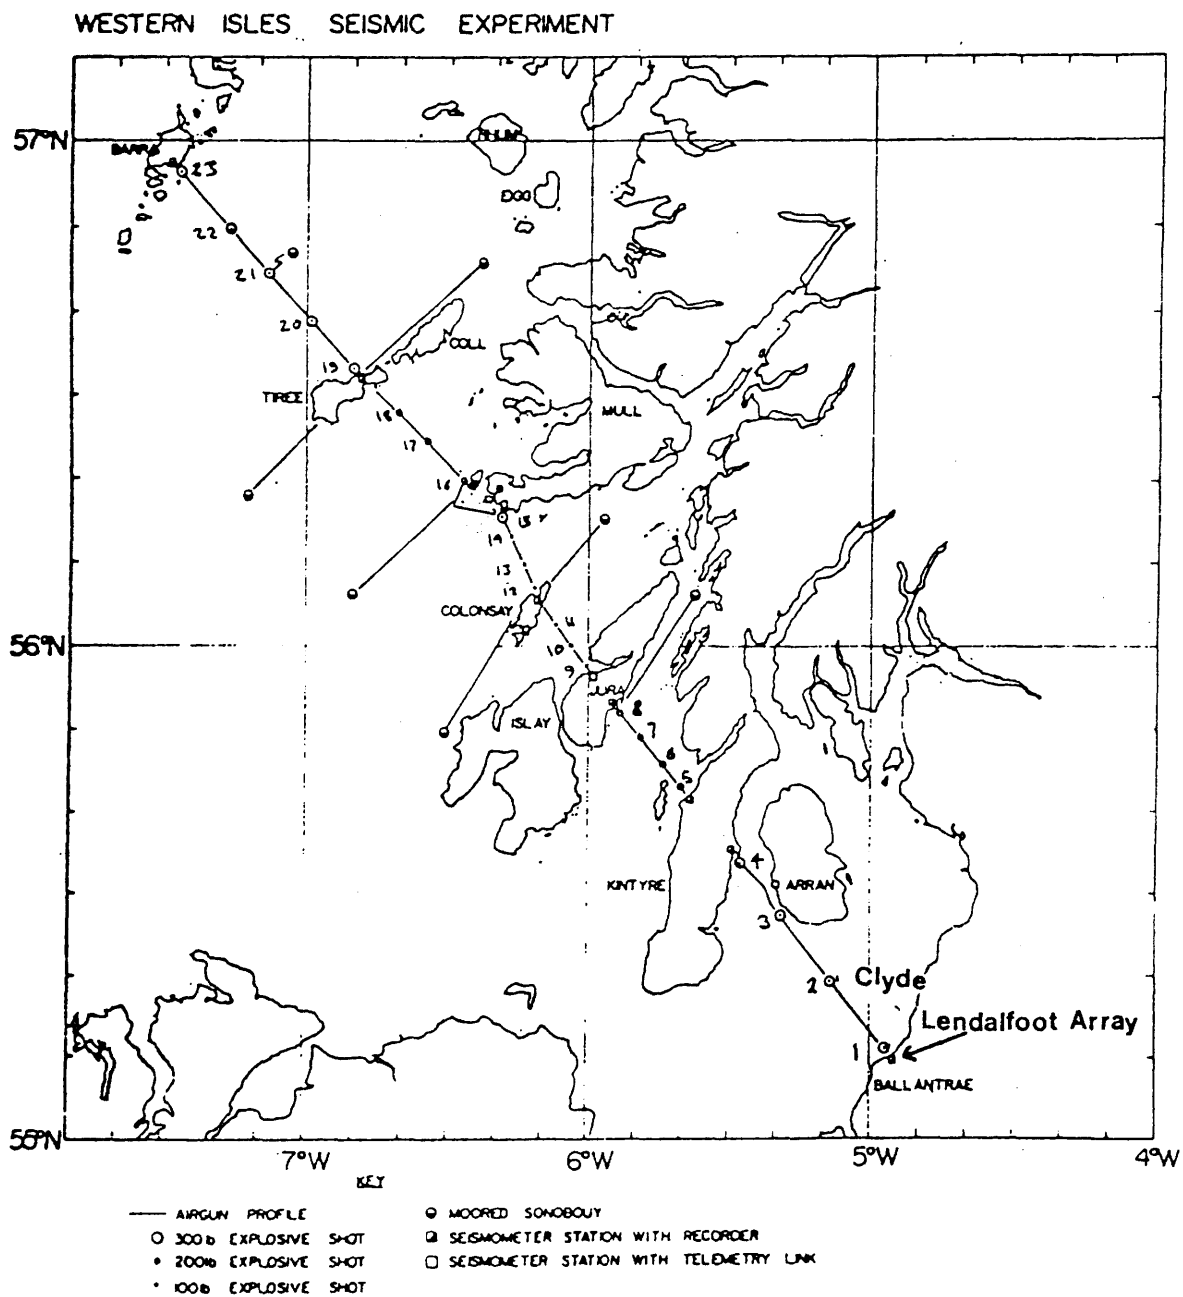 WESTERN ISLES SEISMIC EXPERIMENT
57°N
RHUM
BARRA
23
EGG
22
21
20
COLL
19
TIREE
18
MULL
17
16
15
14
13
12
COLONSAY
11
56°N
10
9
JURA
8
ISLAY
7
6
5
4
KINTYRE
ARRAN
3
2
Clyde
Lendalfoot Array
1
BALLANTRAE
55°N
7°W
6°W
5°W
4°W
KEY
AIRGUN PROFILE
300lb EXPLOSIVE SHOT
200lb EXPLOSIVE SHOT
100lb EXPLOSIVE SHOT
MOORED SONOBOUY
SEISMOMETER STATION WITH RECORDER
SEISMOMETER STATION WITH TELEMETRY LINK